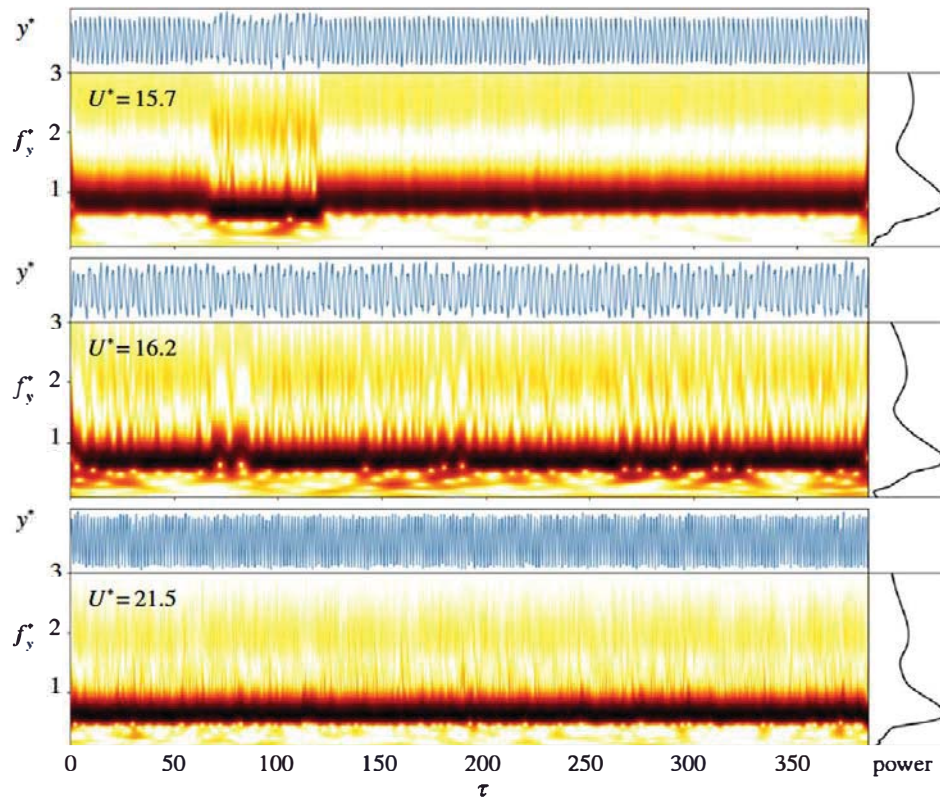 y*
3
U* = 15.7
f*y 2
1
y*
3
U* = 16.2
f*y 2
1
y*
3
U* = 21.5
f*y 2
1
0 50 100 150 200 250 300 350 power
τ